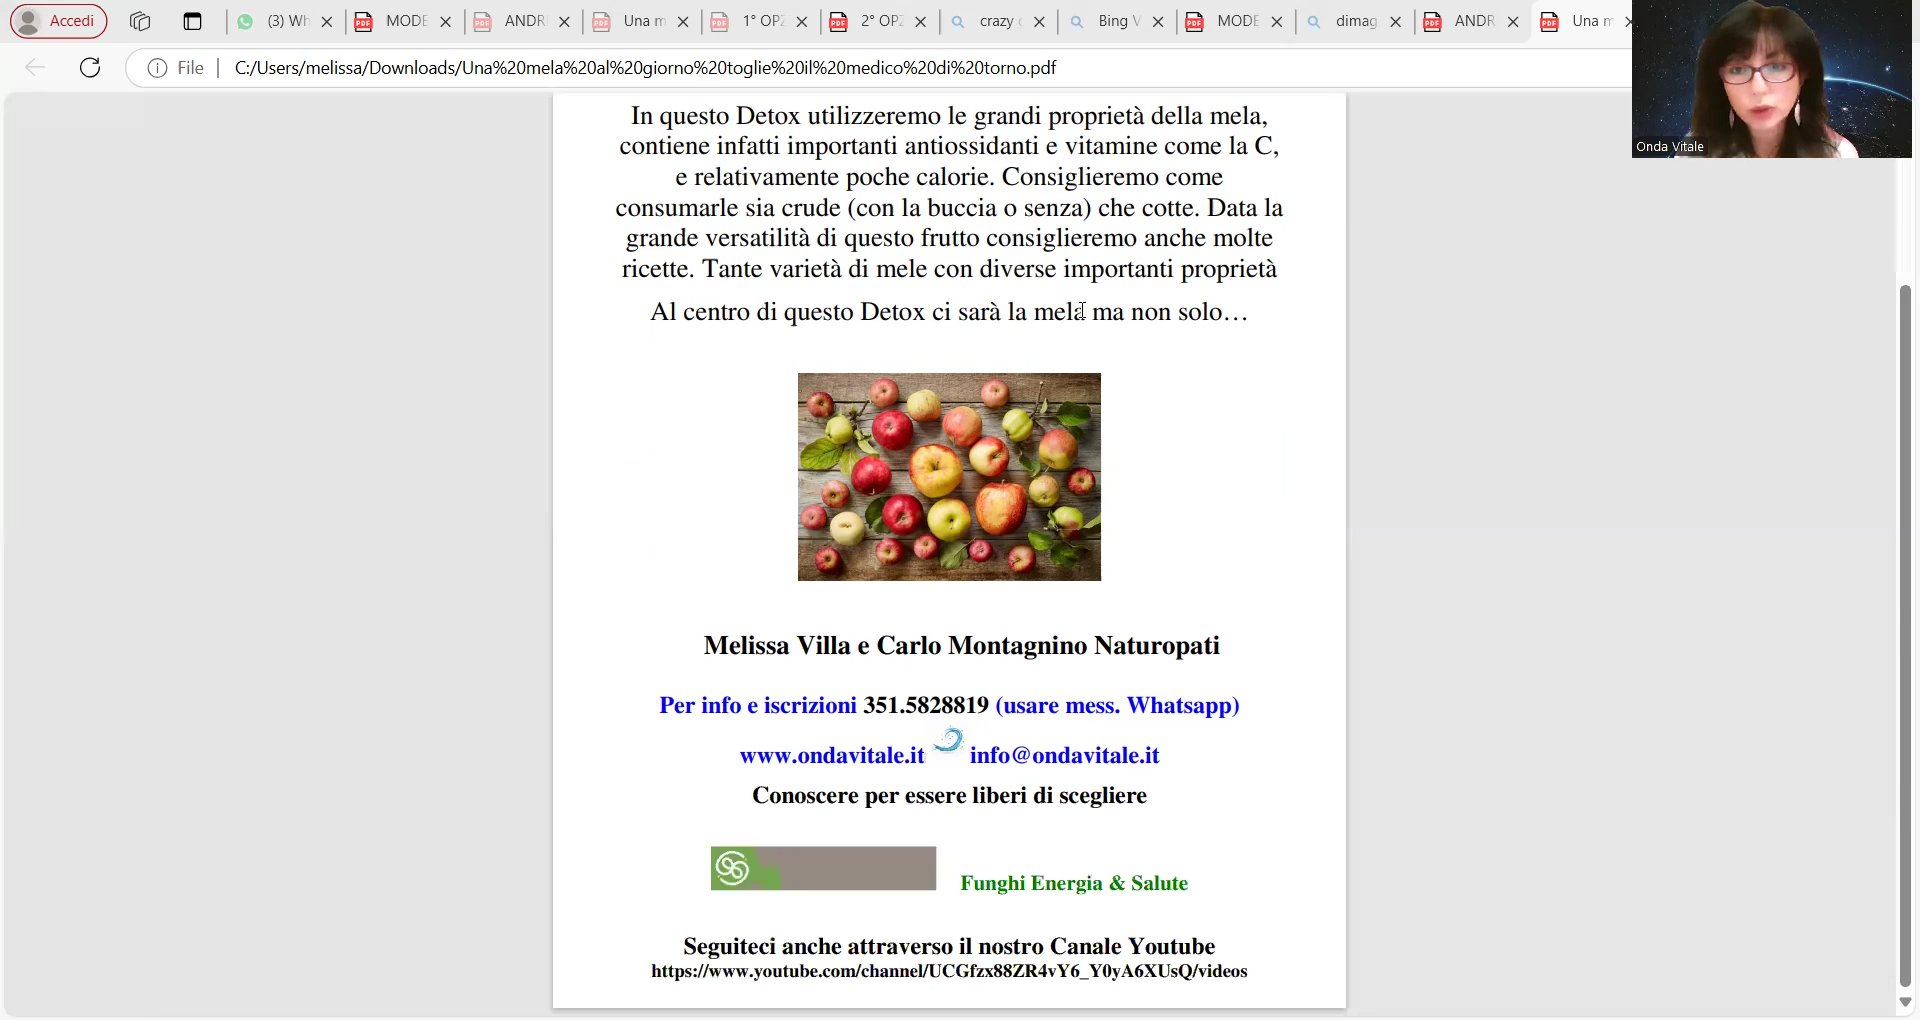 Accedi
(3) Wh
MODE
ANDR
Una m
1° OPZ
2° OPZ
crazy
Bing V
MODE
dimag
ANDR
Una m
File
C:/Users/melissa/Downloads/Una%20mela%20al%20giorno%20toglie%20il%20medico%20di%20torno.pdf
Onda Vitale
In questo Detox utilizzeremo le grandi proprietà della mela,
contiene infatti importanti antiossidanti e vitamine come la C,
e relativamente poche calorie. Consiglieremo come
consumarle sia crude (con la buccia o senza) che cotte. Data la
grande versatilità di questo frutto consiglieremo anche molte
ricette. Tante varietà di mele con diverse importanti proprietà
Al centro di questo Detox ci sarà la mela ma non solo…
Melissa Villa e Carlo Montagnino Naturopati
Per info e iscrizioni 351.5828819 (usare mess. Whatsapp)
www.ondavitale.it info@ondavitale.it
Conoscere per essere liberi di scegliere
Funghi Energia & Salute
Seguiteci anche attraverso il nostro Canale Youtube
https://www.youtube.com/channel/UCGfzx88ZR4vY6_Y0yA6XUsQ/videos